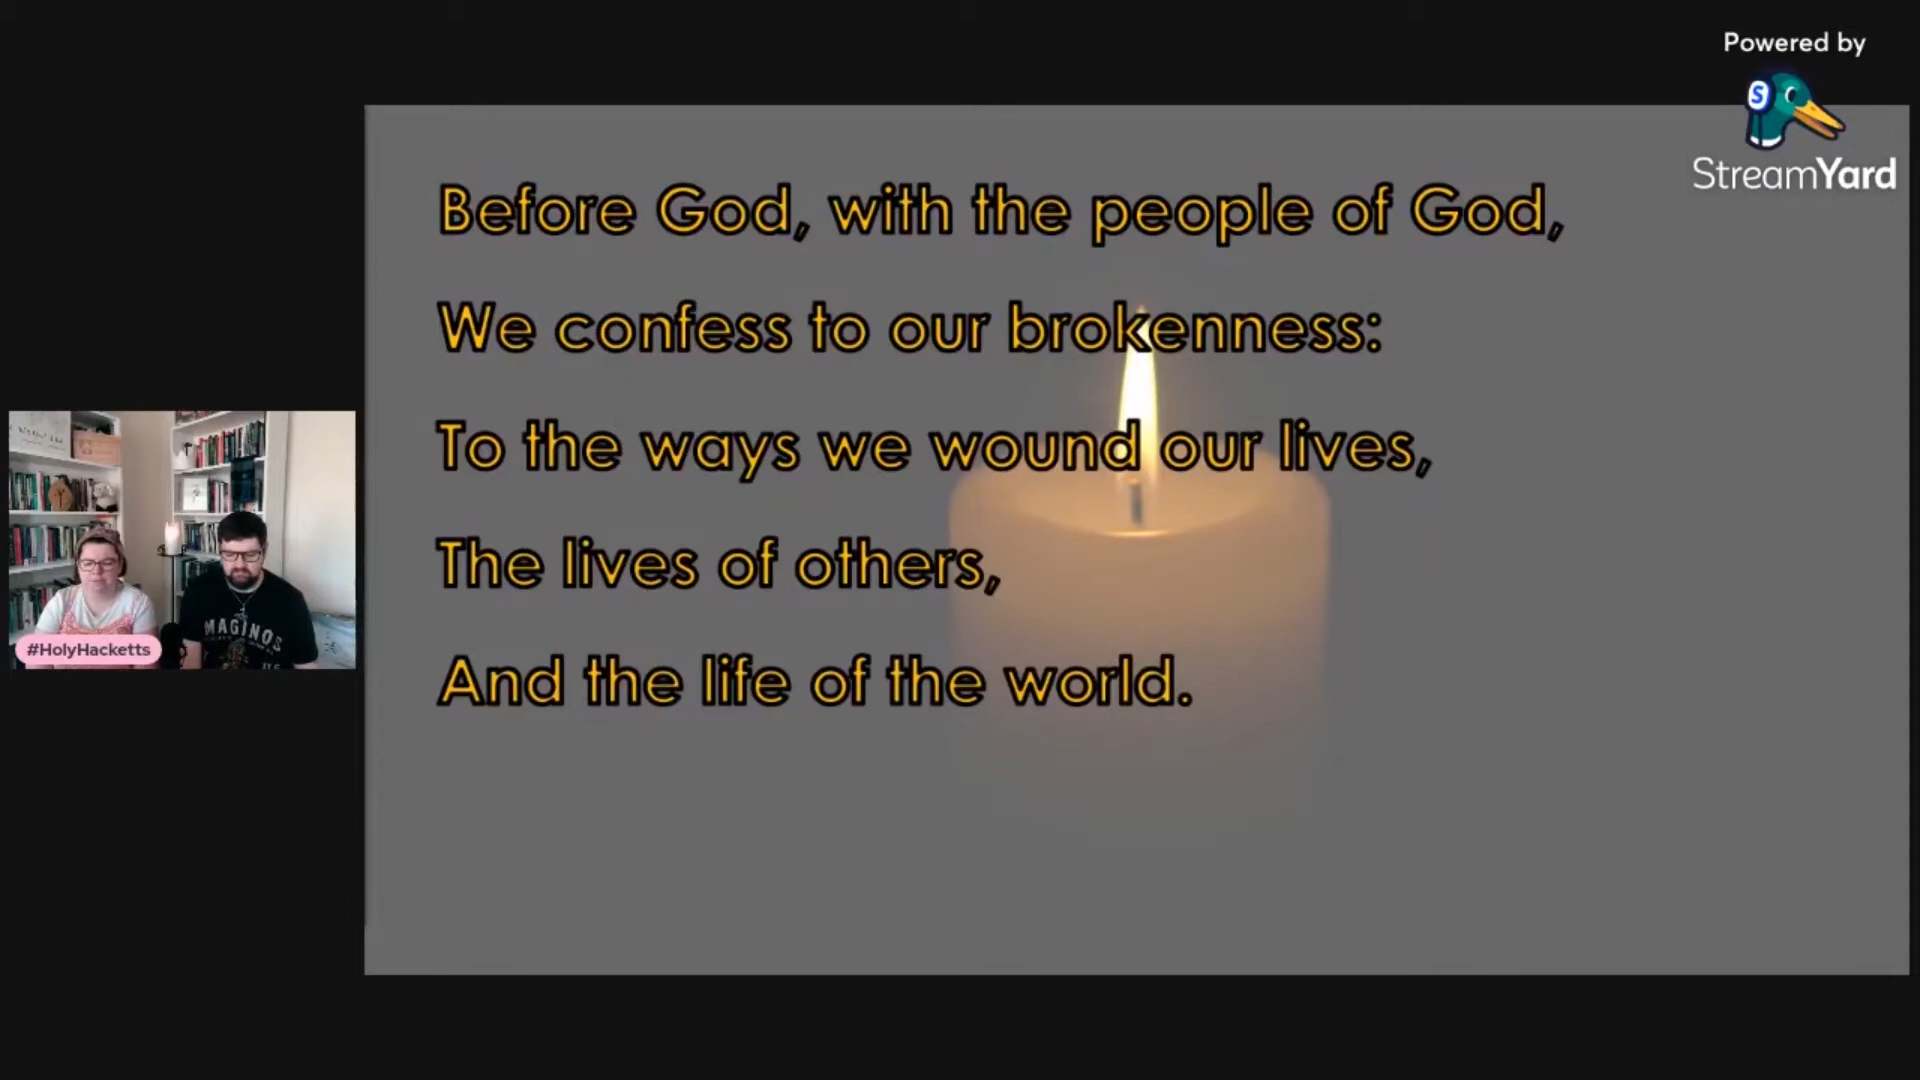 Powered by
StreamYard
Before God, with the people of God,
We confess to our brokenness:
To the ways we wound our lives,
The lives of others,
And the life of the world.
#HolyHacketts
MAGINOS